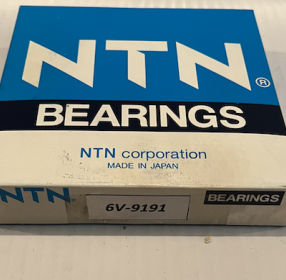 NTN®
BEARINGS
NTN corporation
MADE IN JAPAN
NTN
6V-9191
BEARINGS